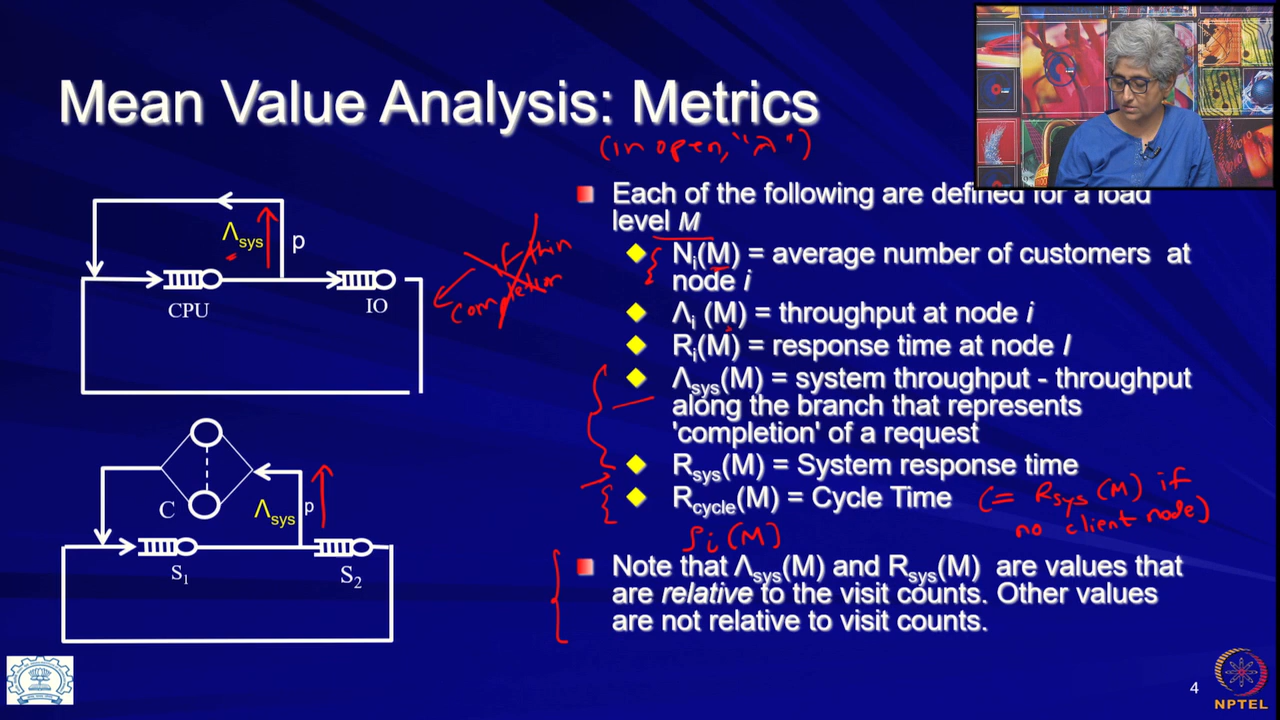 Mean Value Analysis: Metrics
(in open, "λ")
Each of the following are defined for a load
level M
Nᵢ(M) = average number of customers at
node i
Λᵢ (M) = throughput at node i
Rᵢ(M) = response time at node I
Λsys(M) = system throughput - throughput
along the branch that represents
'completion' of a request
Rsys(M) = System response time
Rcycle(M) = Cycle Time
(= Rsys (M) if
no client node)
ρᵢ (M)
Note that Λsys(M) and Rsys(M) are values that
are relative to the visit counts. Other values
are not relative to visit counts.
Λsys
p
CPU
IO
if this
completion
C
Λsys
p
S₁
S₂
4
NPTEL